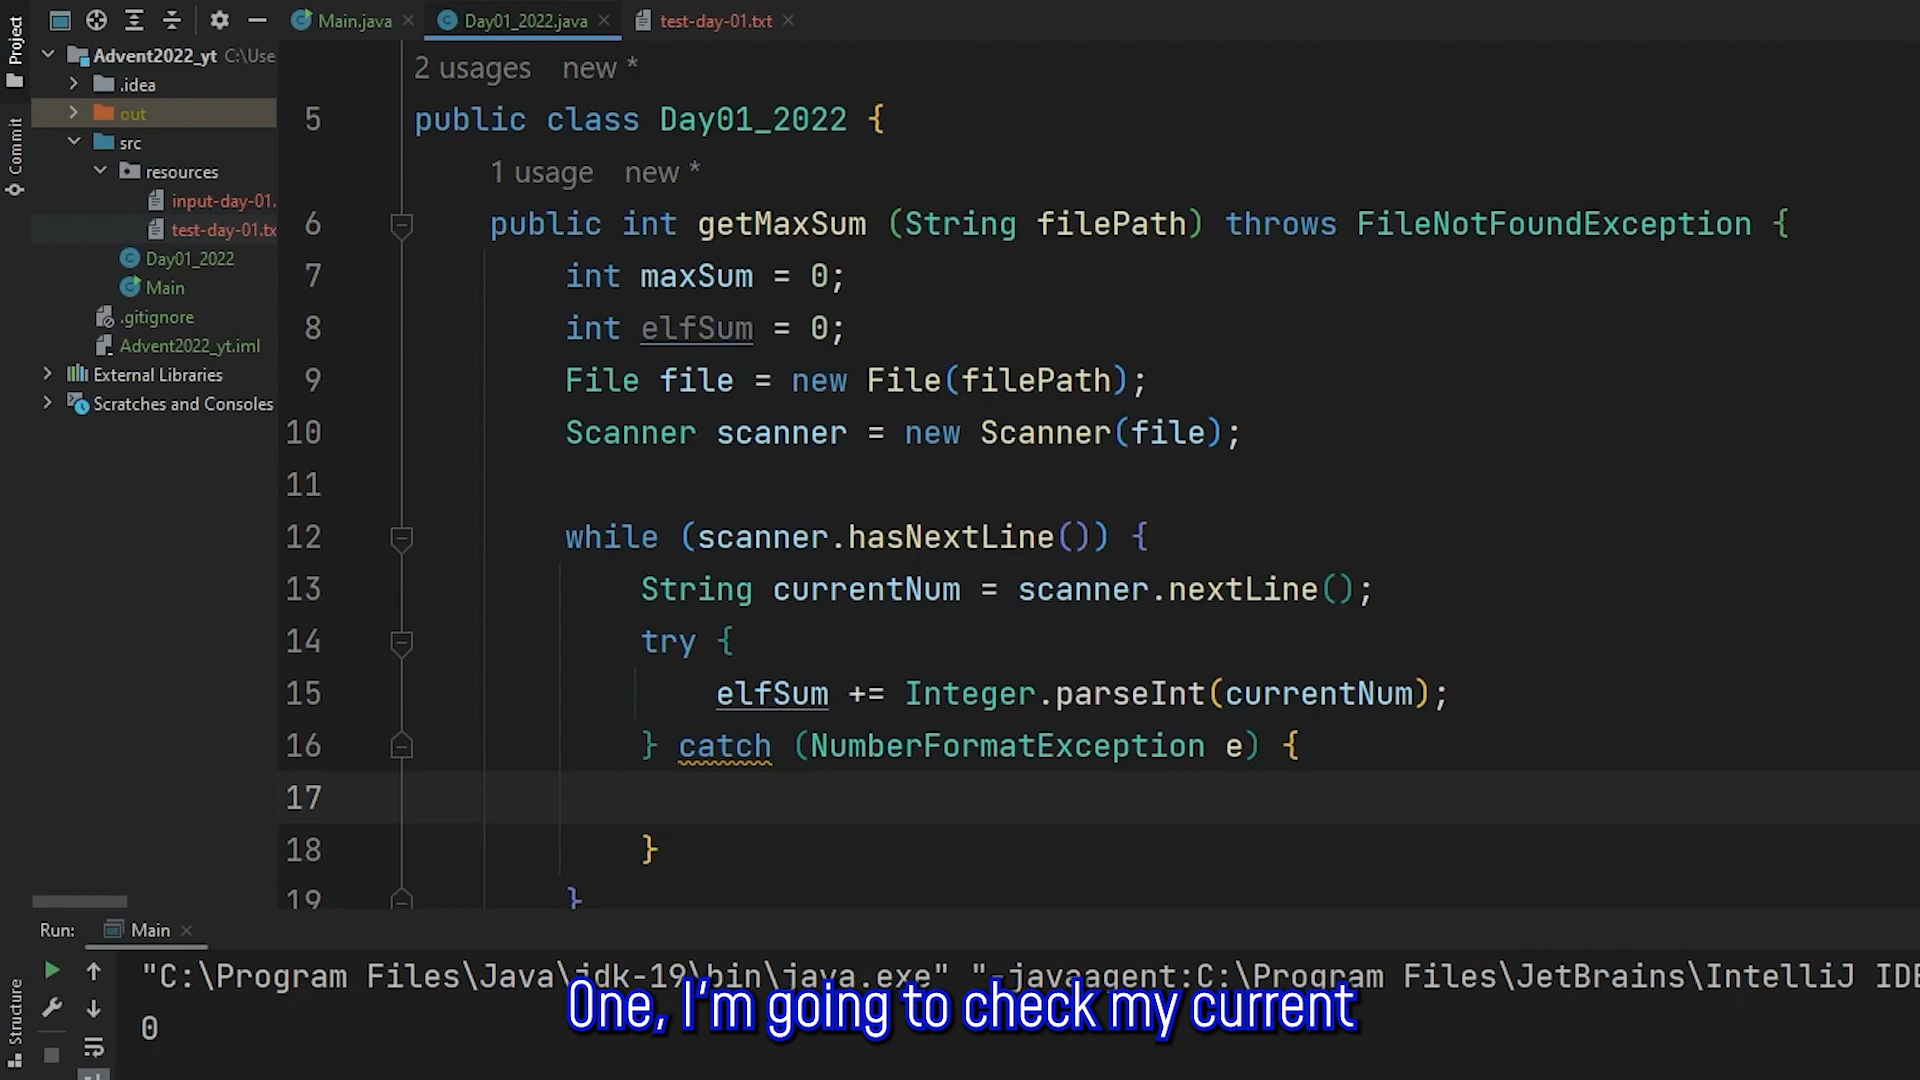 Project
Commit
Structure
Main.java
Day01_2022.java
test-day-01.txt
Advent2022_yt C:\Use
.idea
out
src
resources
input-day-01.
test-day-01.tx
Day01_2022
Main
.gitignore
Advent2022_yt.iml
External Libraries
Scratches and Consoles
2 usages new *
5 public class Day01_2022 {
1 usage new *
6 public int getMaxSum (String filePath) throws FileNotFoundException {
7 int maxSum = 0;
8 int elfSum = 0;
9 File file = new File(filePath);
10 Scanner scanner = new Scanner(file);
11
12 while (scanner.hasNextLine()) {
13 String currentNum = scanner.nextLine();
14 try {
15 elfSum += Integer.parseInt(currentNum);
16 } catch (NumberFormatException e) {
17
18 }
19 }
Run: Main
"C:\Program Files\Java\jdk-19\bin\java.exe" "-javaagent:C:\Program Files\JetBrains\IntelliJ IDE
0
One, I'm going to check my current